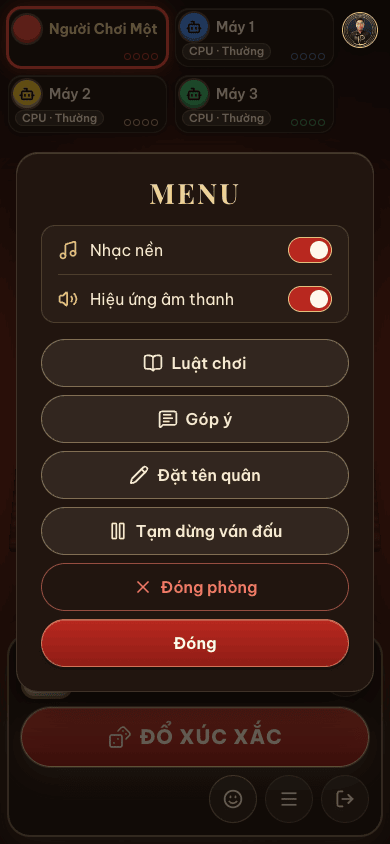 Người Chơi Một
Máy 1
CPU · Thường
Máy 2
CPU · Thường
Máy 3
CPU · Thường
MENU
Nhạc nền
Hiệu ứng âm thanh
Luật chơi
Góp ý
Đặt tên quân
Tạm dừng ván đấu
Đóng phòng
Đóng
ĐỔ XÚC XẮC